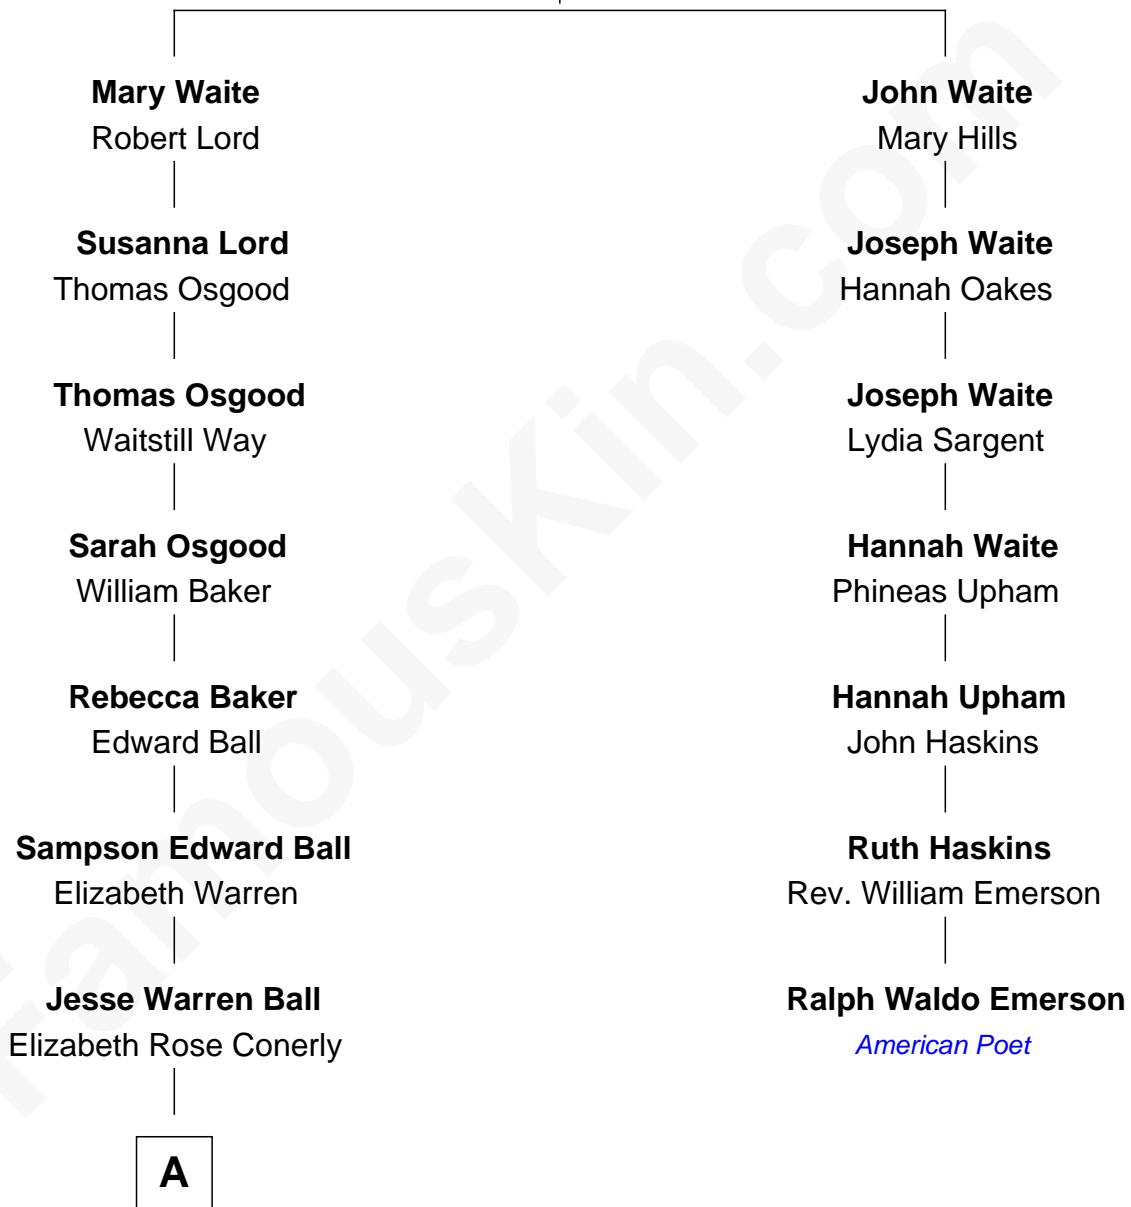 Mary Waite
Robert Lord
Susanna Lord
Thomas Osgood
Thomas Osgood
Waitstill Way
Sarah Osgood
William Baker
Rebecca Baker
Edward Ball
Sampson Edward Ball
Elizabeth Warren
Jesse Warren Ball
Elizabeth Rose Conerly
A
John Waite
Mary Hills
Joseph Waite
Hannah Oakes
Joseph Waite
Lydia Sargent
Hannah Waite
Phineas Upham
Hannah Upham
John Haskins
Ruth Haskins
Rev. William Emerson
Ralph Waldo Emerson
American Poet
FamousKin.com